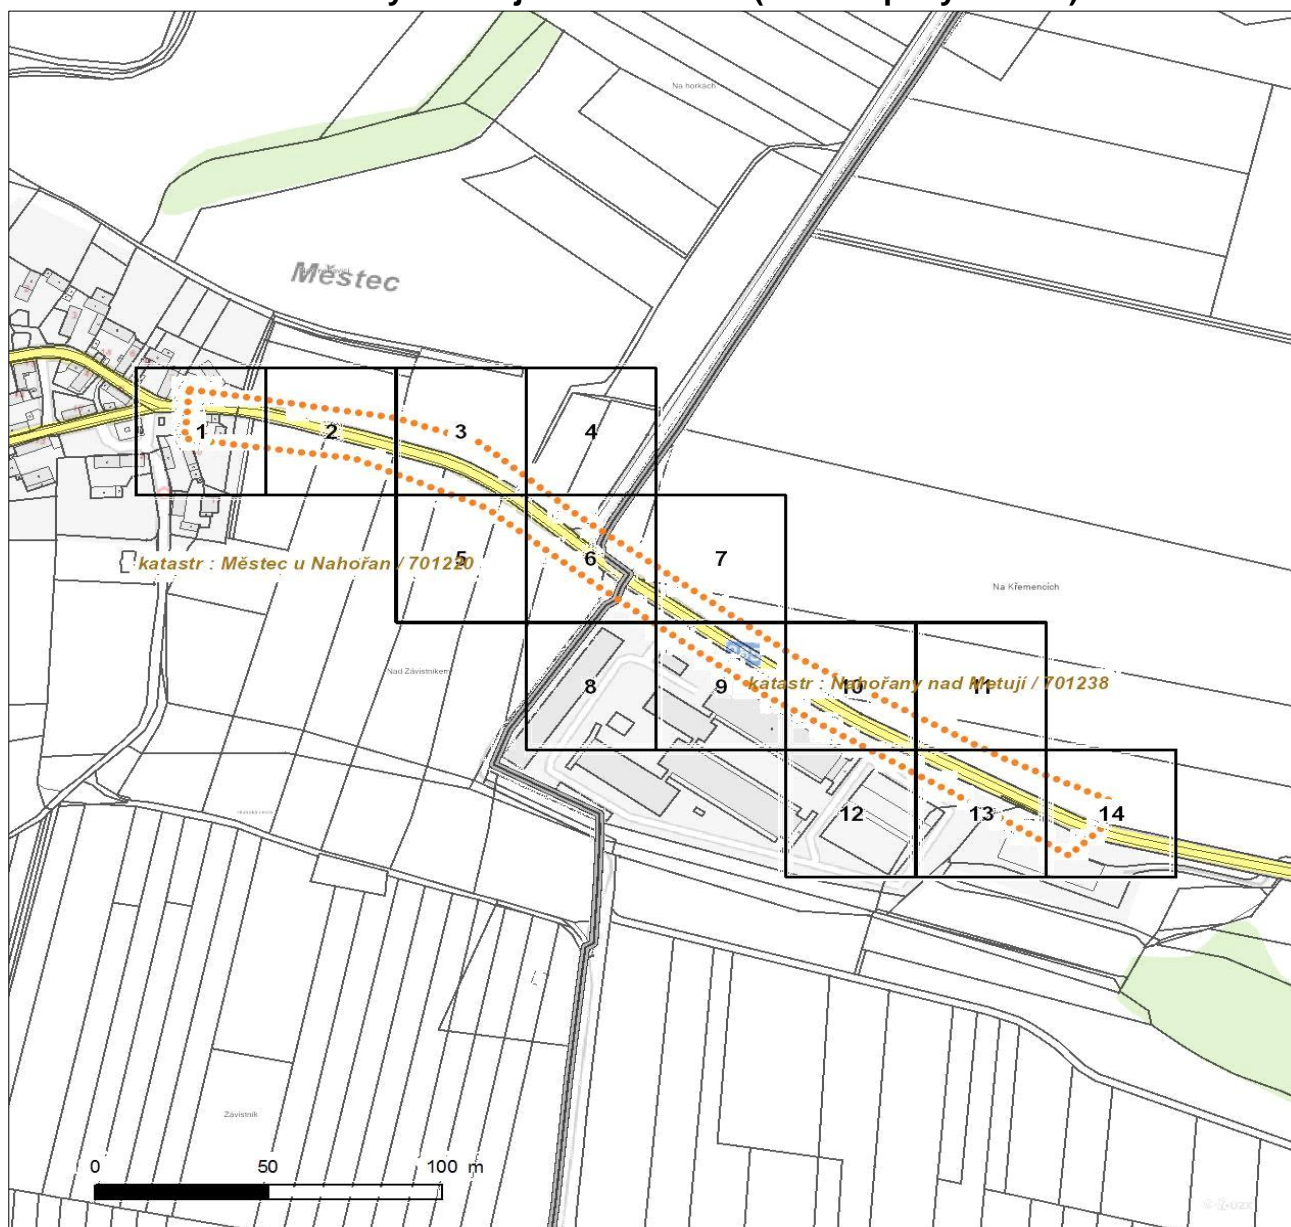 Na horkách
Městec
1
2
3
4
5
6
7
katastr : Městec u Nahořan / 701220
Na Křemencích
Nad Závistníkem
8
9
10
11
katastr : Nahořany nad Metují / 701238
12
13
14
Závistník
0 50 100 m